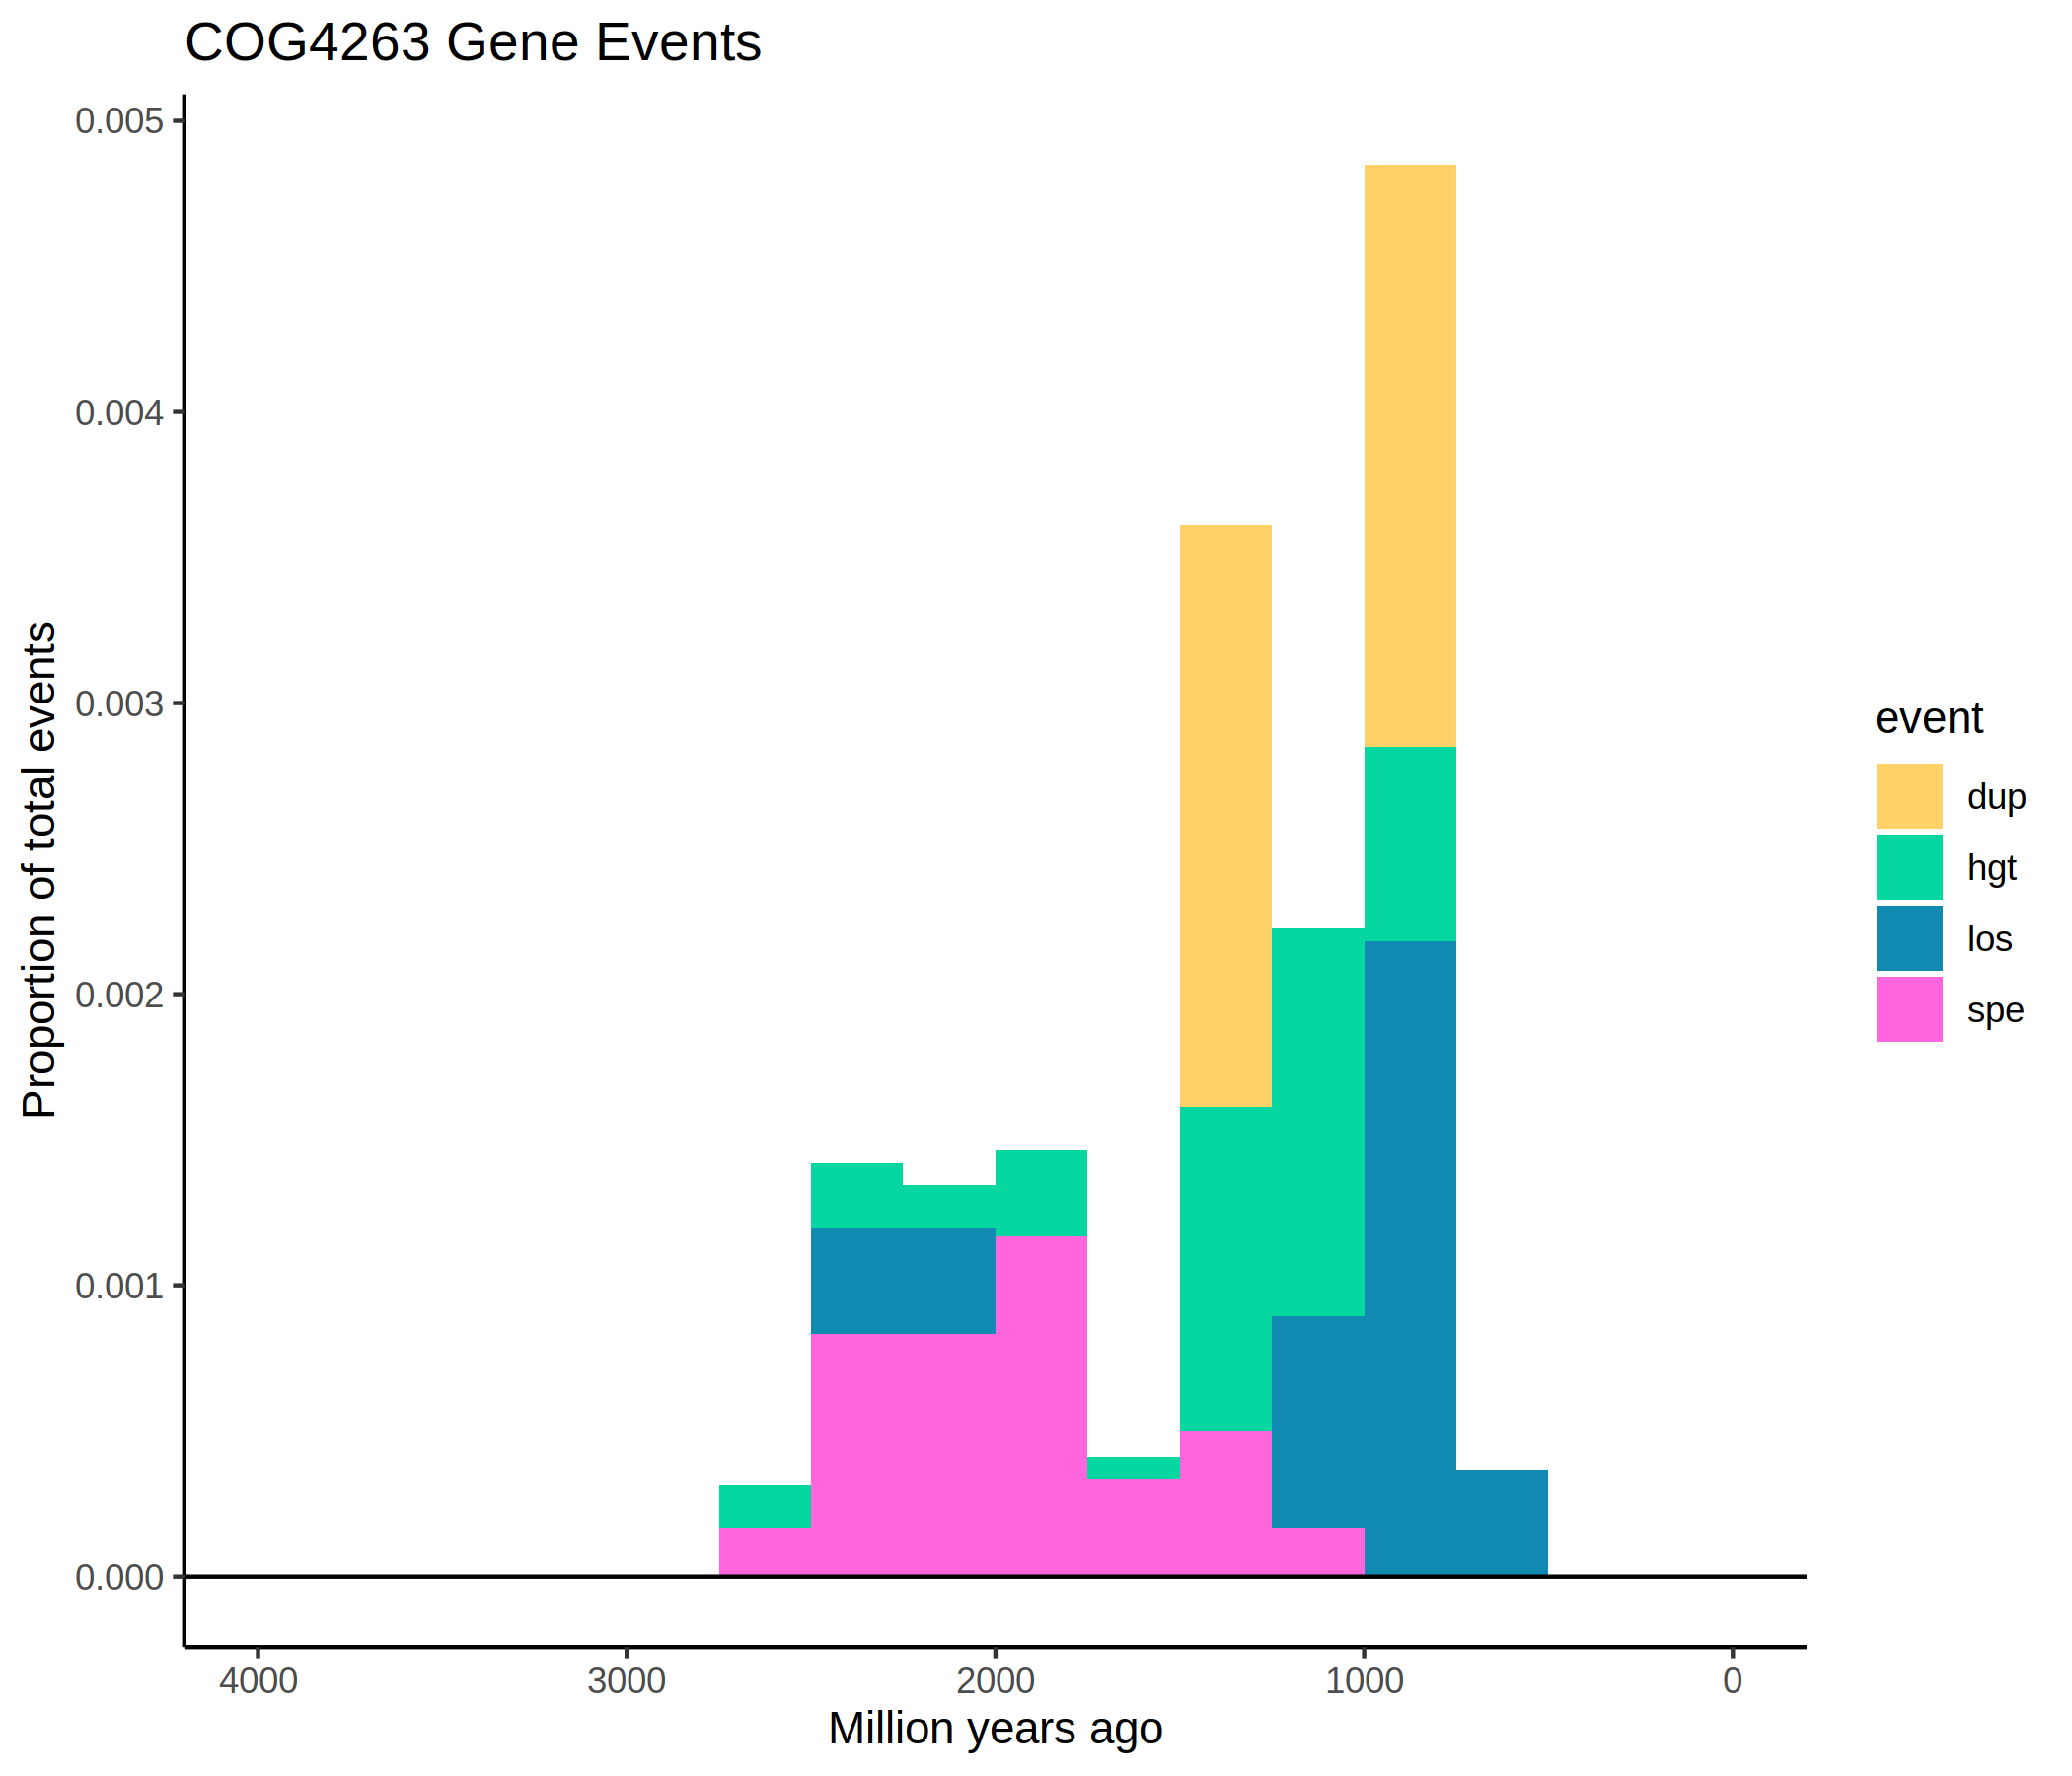 COG4263 Gene Events
Proportion of total events
0.005
0.004
0.003
0.002
0.001
0.000
4000 3000 2000 1000 0
Million years ago
event
dup
hgt
los
spe